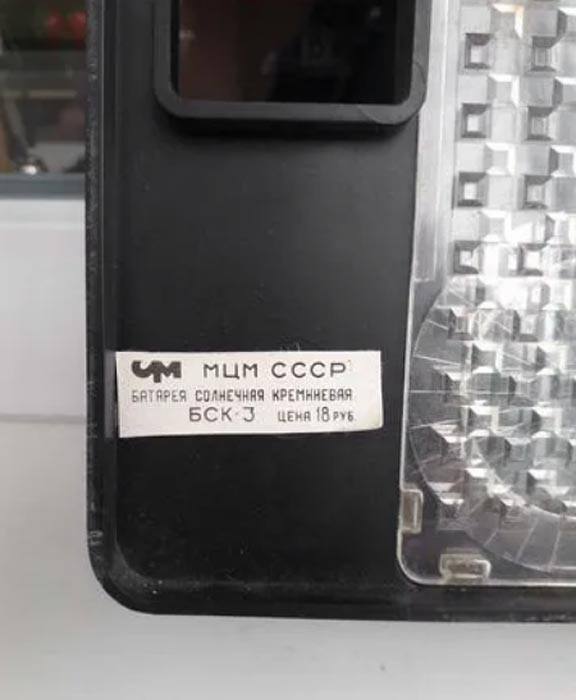 МЦМ СССР
БАТАРЕЯ СОЛНЕЧНАЯ КРЕМНИЕВАЯ
БСК-3 ЦЕНА 18 РУБ.